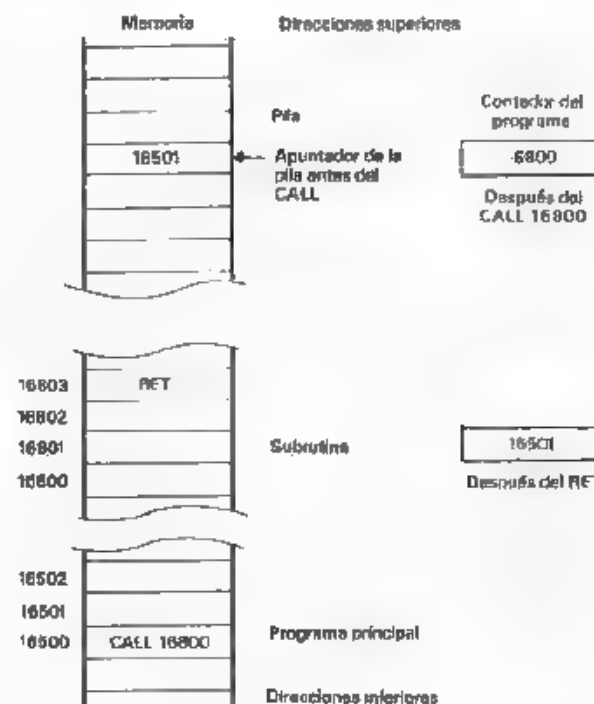 Memoria
Direcciones superiores
Pila
Contador del
programa
16501
Apuntador de la
pila antes del
CALL
6800
Después del
CALL 16800
16803
RET
16802
16801
Subrutina
16501
16800
Después del RET
16502
16501
16500
CALL 16800
Programa principal
Direcciones inferiores